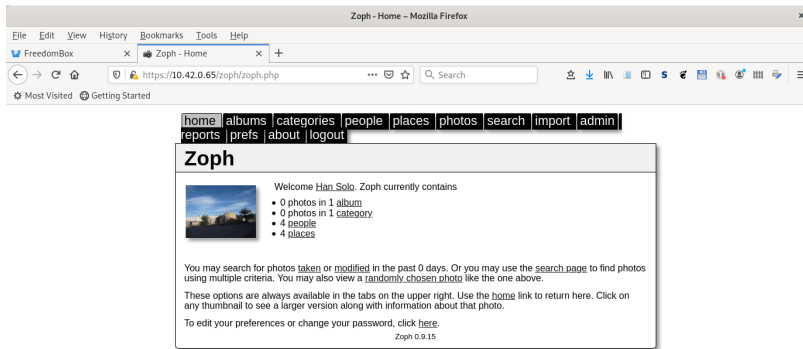 Zoph - Home – Mozilla Firefox
File Edit View History Bookmarks Tools Help
FreedomBox Zoph - Home
https://10.42.0.65/zoph/zoph.php Search
Most Visited Getting Started
home albums categories people places photos search import admin
reports prefs about logout
Zoph
Welcome Han Solo. Zoph currently contains
0 photos in 1 album
0 photos in 1 category
4 people
4 places
You may search for photos taken or modified in the past 0 days. Or you may use the search page to find photos
using multiple criteria. You may also view a randomly chosen photo like the one above.
These options are always available in the tabs on the upper right. Use the home link to return here. Click on
any thumbnail to see a larger version along with information about that photo.
To edit your preferences or change your password, click here.
Zoph 0.9.15